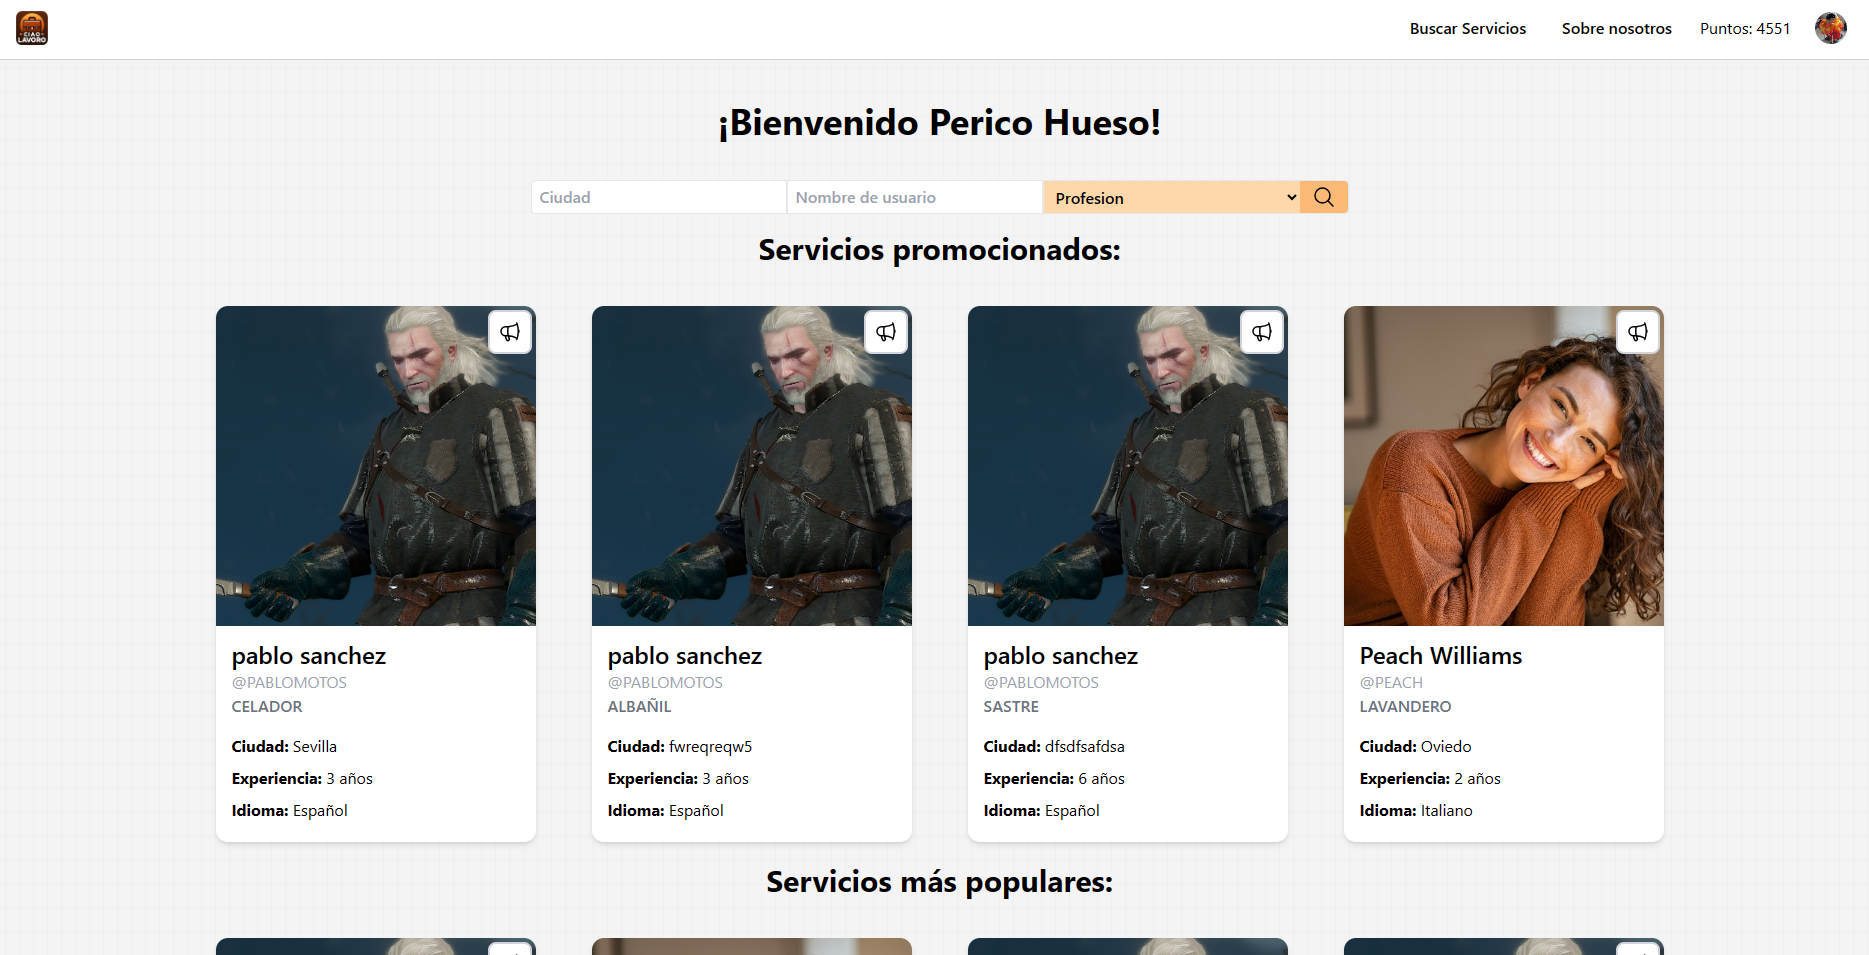 CIAO
LAVORO
Buscar Servicios
Sobre nosotros
Puntos: 4551
¡Bienvenido Perico Hueso!
Ciudad
Nombre de usuario
Profesion
Servicios promocionados:
pablo sanchez
@PABLOMOTOS
CELADOR
Ciudad: Sevilla
Experiencia: 3 años
Idioma: Español
pablo sanchez
@PABLOMOTOS
ALBAÑIL
Ciudad: fwreqreqw5
Experiencia: 3 años
Idioma: Español
pablo sanchez
@PABLOMOTOS
SASTRE
Ciudad: dfsdfsafdsa
Experiencia: 6 años
Idioma: Español
Peach Williams
@PEACH
LAVANDERO
Ciudad: Oviedo
Experiencia: 2 años
Idioma: Italiano
Servicios más populares: